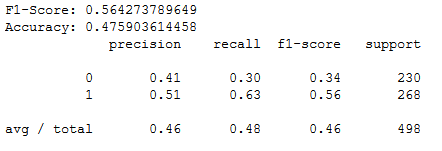 F1-Score: 0.564273789649
Accuracy: 0.475903614458
precision recall f1-score support
0 0.41 0.30 0.34 230
1 0.51 0.63 0.56 268
avg / total 0.46 0.48 0.46 498